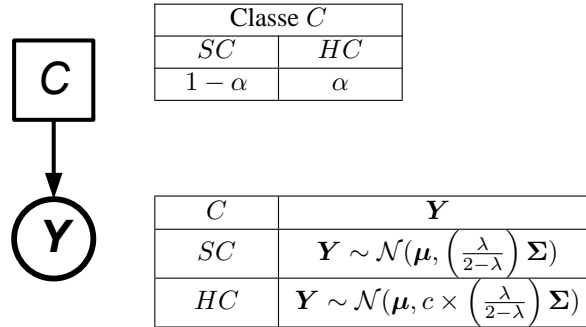 Classe C
SC HC
1 − α α
C
Y
C Y
SC Y ∼ N(μ, (λ/(2−λ)) Σ)
HC Y ∼ N(μ, c × (λ/(2−λ)) Σ)